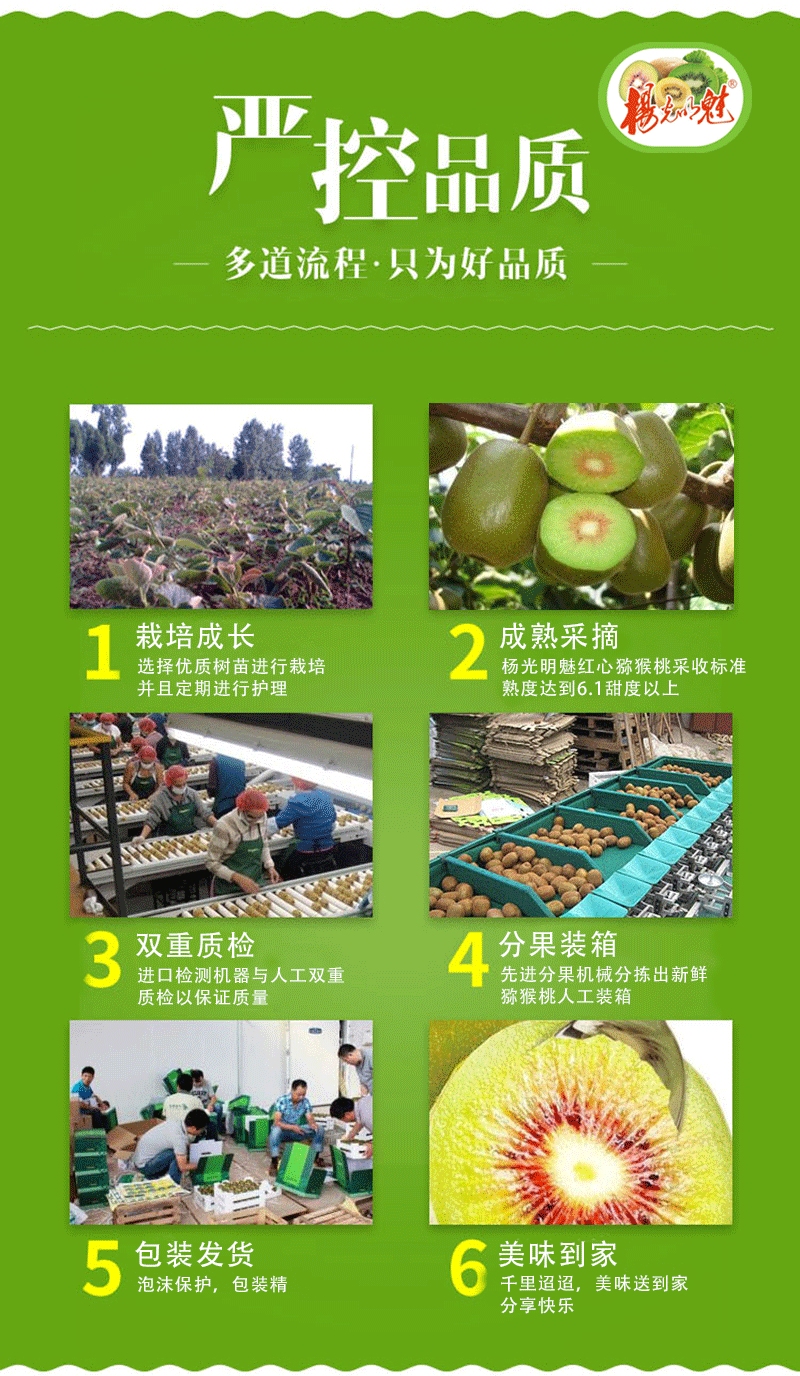 杨光明魅®
严控品质
多道流程·只为好品质
1 栽培成长
选择优质树苗进行栽培
并且定期进行护理
2 成熟采摘
杨光明魅红心猕猴桃采收标准
熟度达到6.1甜度以上
3 双重质检
进口检测机器与人工双重
质检以保证质量
4 分果装箱
先进分果机械分拣出新鲜
猕猴桃人工装箱
5 包装发货
泡沫保护，包装精
6 美味到家
千里迢迢，美味送到家
分享快乐